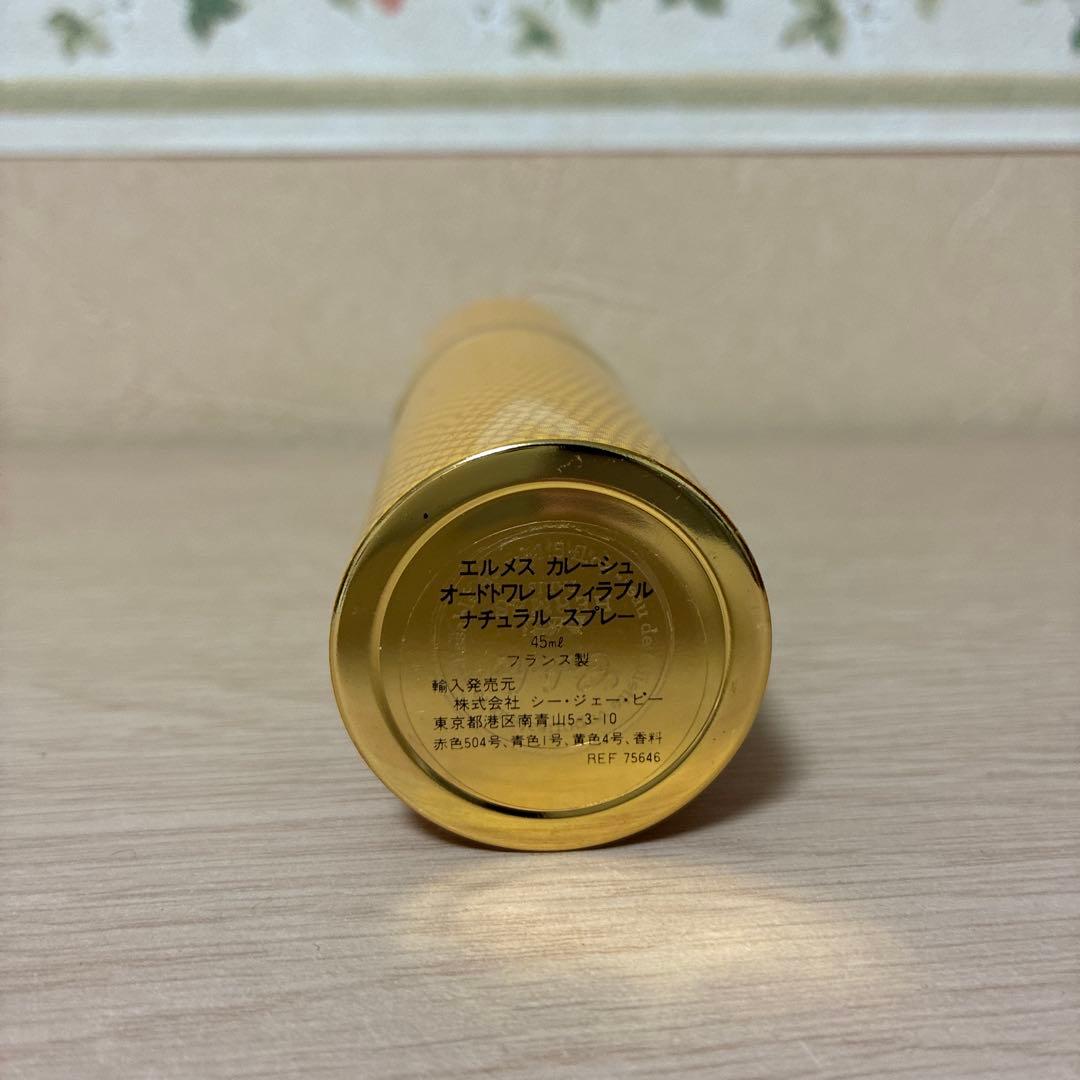 エルメス カレーシュ
オードトワレ レフィラブル
ナチュラル スプレー
45ml
フランス製
輸入発売元
株式会社 シー・ジェー・ピー
東京都港区南青山5-3-10
赤色504号、青色1号、黄色4号、香料
REF 75646